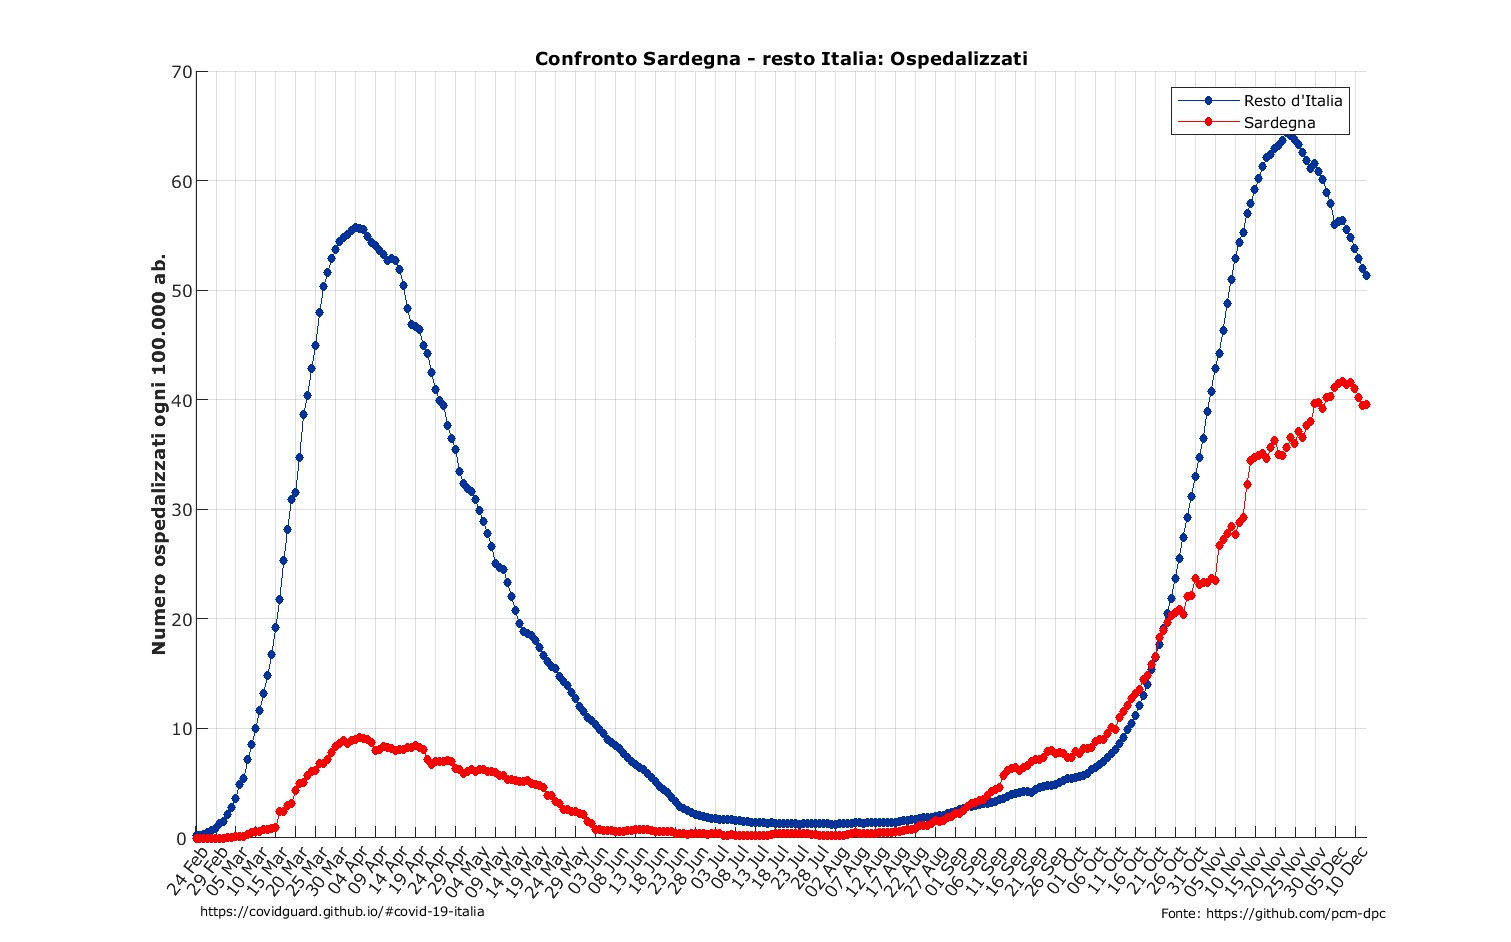 Confronto Sardegna - resto Italia: Ospedalizzati
Resto d'Italia
Sardegna
Numero ospedalizzati ogni 100.000 ab.
70
60
50
40
30
20
10
0
24 Feb
29 Feb
05 Mar
10 Mar
15 Mar
20 Mar
25 Mar
30 Mar
04 Apr
09 Apr
14 Apr
19 Apr
24 Apr
29 Apr
04 May
09 May
14 May
19 May
24 May
29 May
03 Jun
08 Jun
13 Jun
18 Jun
23 Jun
28 Jun
03 Jul
08 Jul
13 Jul
18 Jul
23 Jul
28 Jul
02 Aug
07 Aug
12 Aug
17 Aug
22 Aug
27 Aug
01 Sep
06 Sep
11 Sep
16 Sep
21 Sep
26 Sep
01 Oct
06 Oct
11 Oct
16 Oct
21 Oct
26 Oct
31 Oct
05 Nov
10 Nov
15 Nov
20 Nov
25 Nov
30 Nov
05 Dec
10 Dec
https://covidguard.github.io/#covid-19-italia
Fonte: https://github.com/pcm-dpc